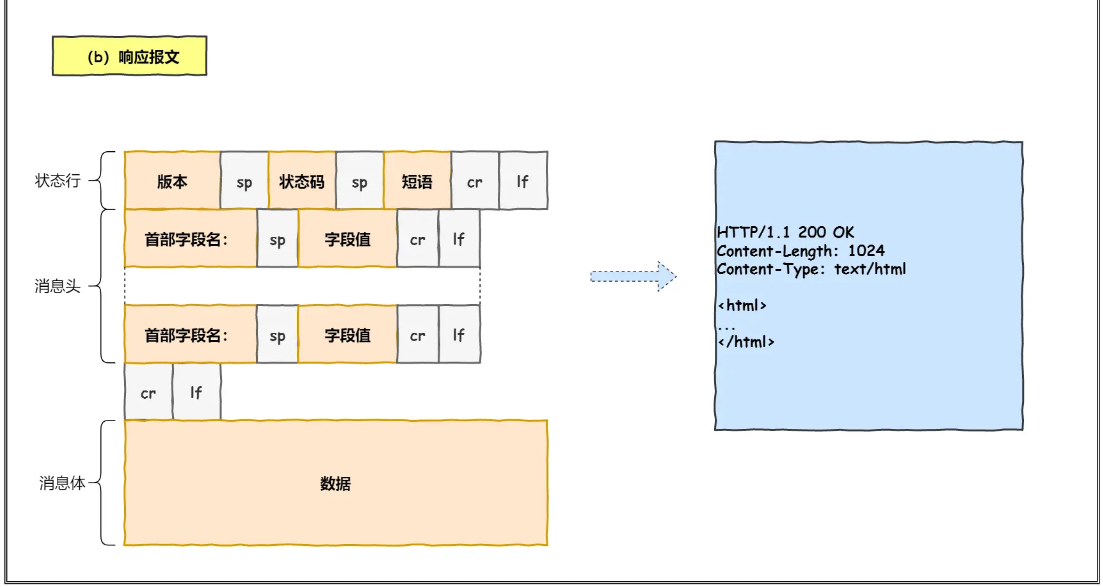 (b) 响应报文
状态行
版本 sp 状态码 sp 短语 cr lf
消息头
首部字段名: sp 字段值 cr lf
首部字段名: sp 字段值 cr lf
cr lf
消息体
数据
HTTP/1.1 200 OK
Content-Length: 1024
Content-Type: text/html
<html>
...
</html>